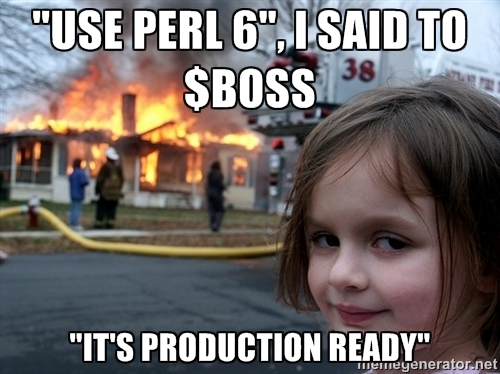 "USE PERL 6", I SAID TO
$BOSS
38
"IT'S PRODUCTION READY"
memegenerator.net